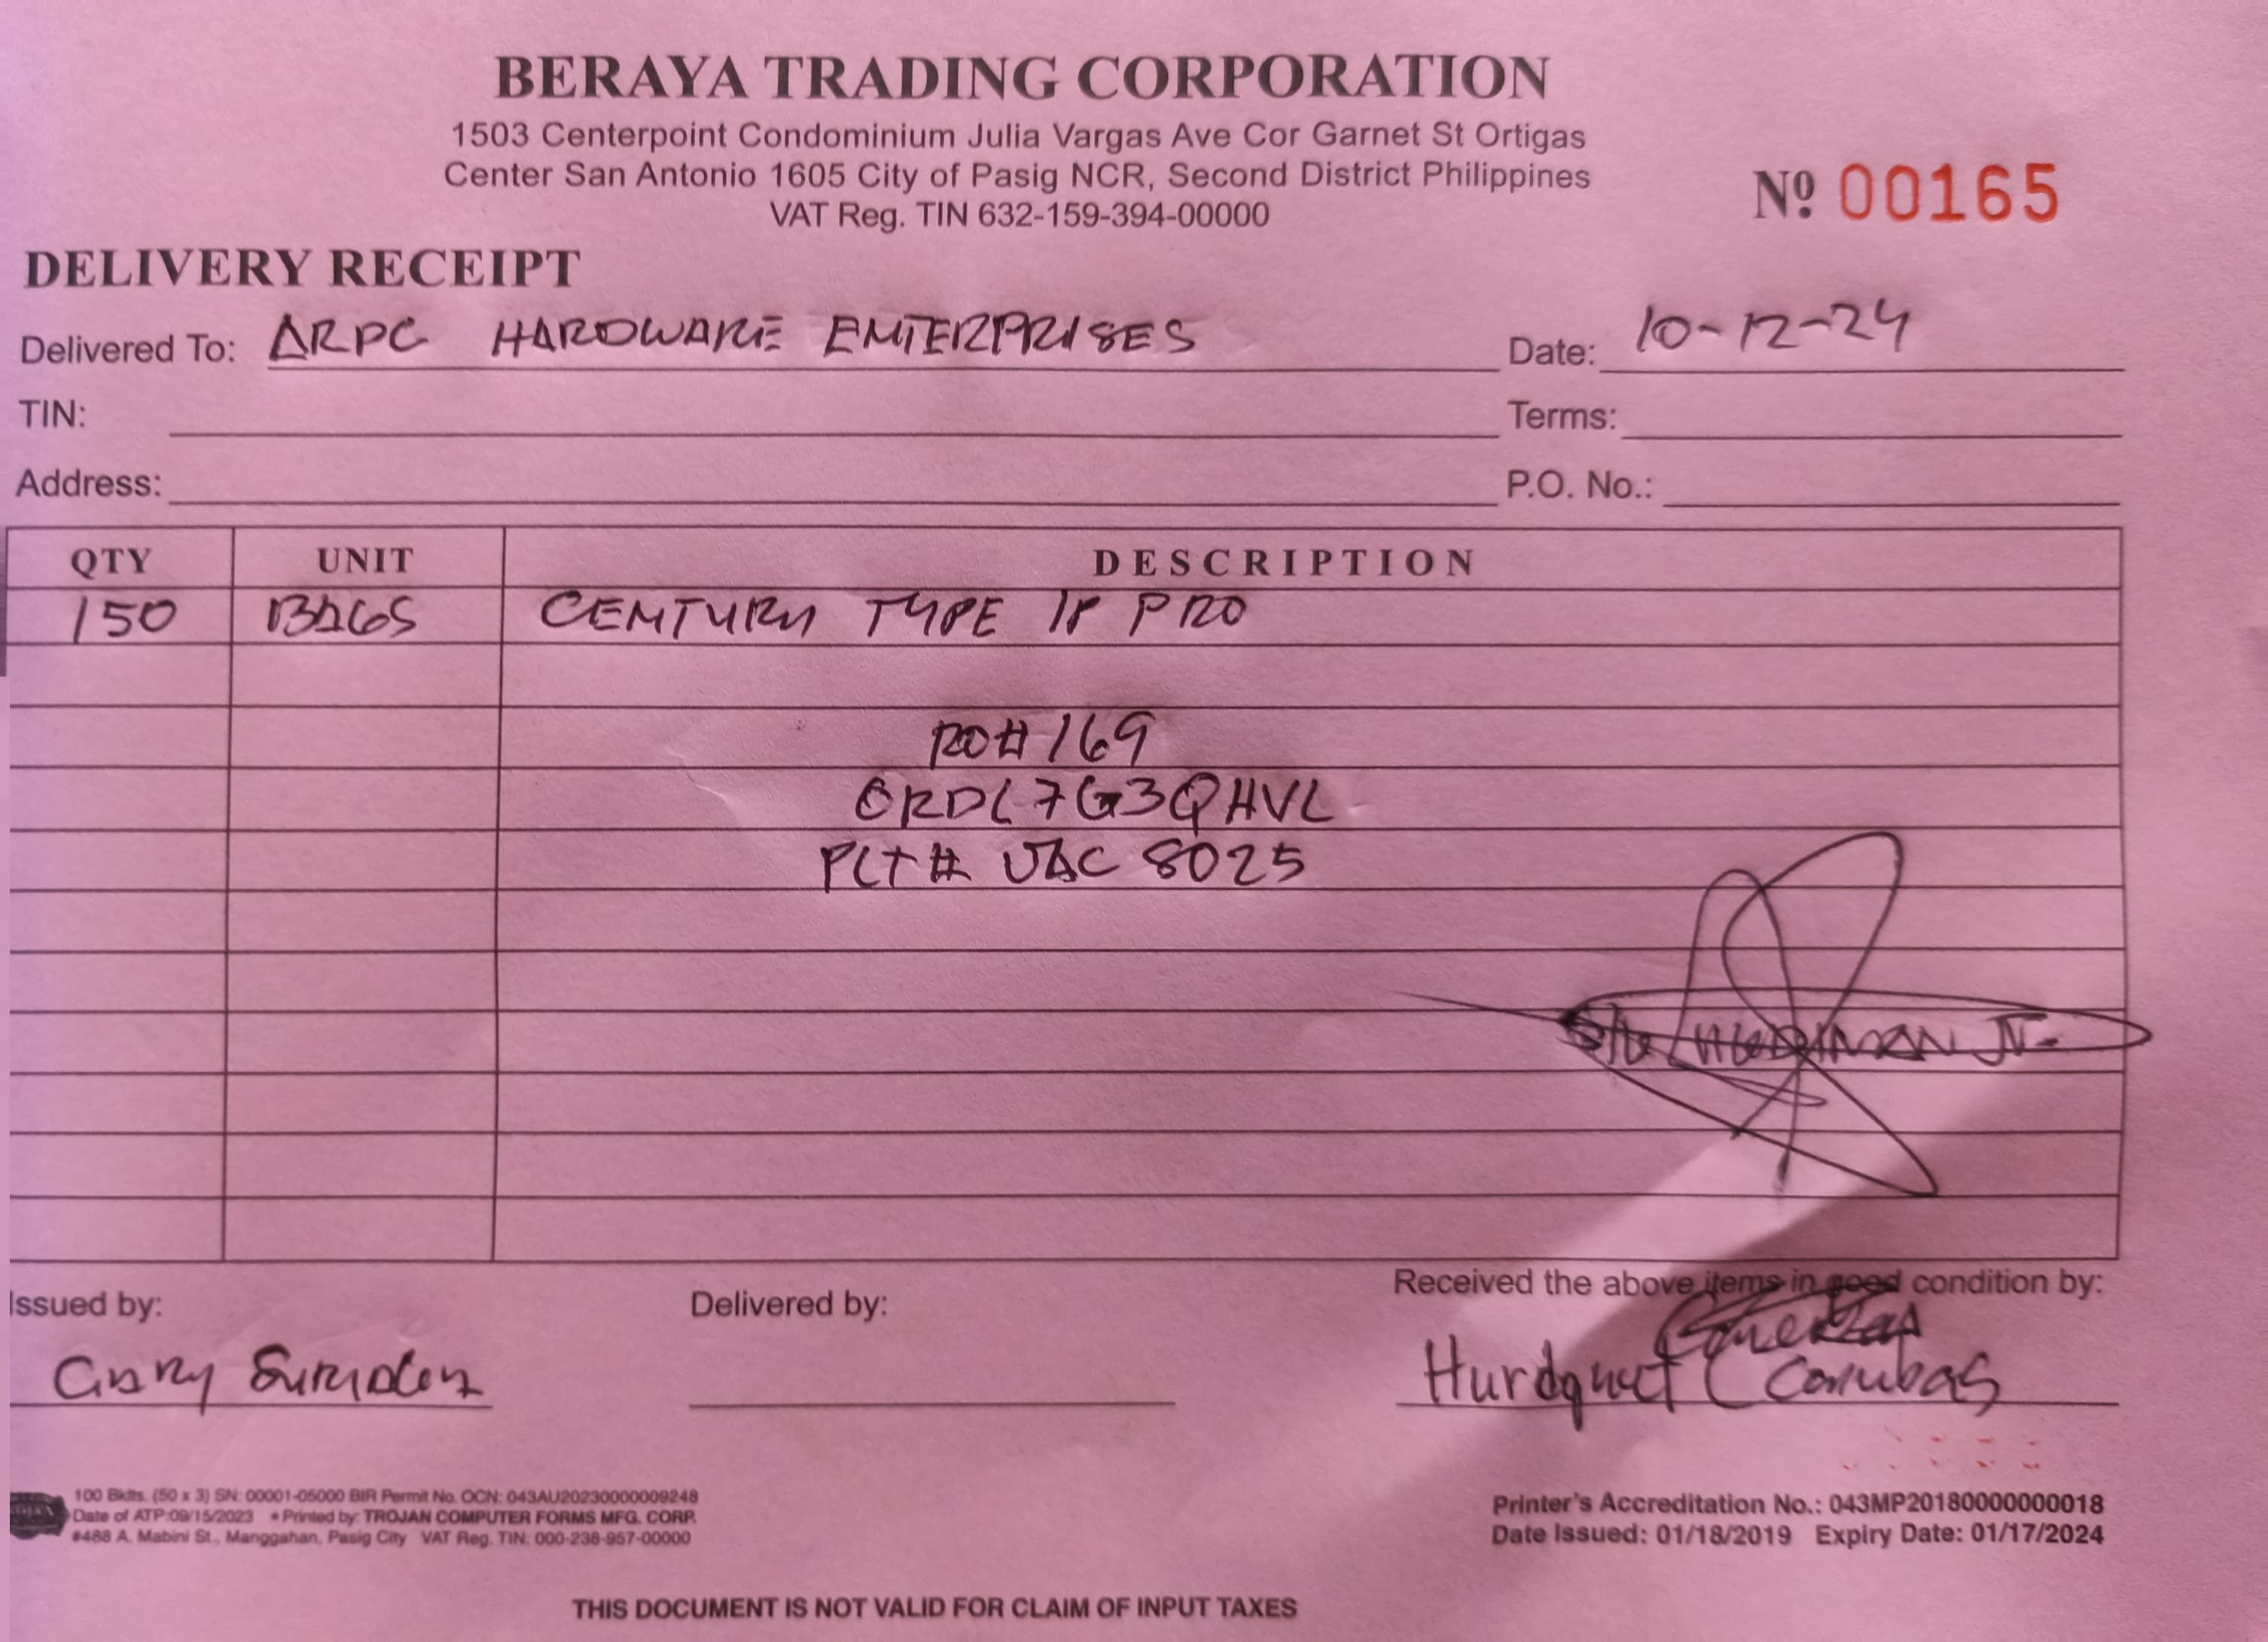 BERAYA TRADING CORPORATION
1503 Centerpoint Condominium Julia Vargas Ave Cor Garnet St Ortigas
Center San Antonio 1605 City of Pasig NCR, Second District Philippines
VAT Reg. TIN 632-159-394-00000
Nº 00165
DELIVERY RECEIPT
Delivered To: ARPC HARDWARE ENTERPRISES Date: 10-12-24
TIN: Terms:
Address: P.O. No.:
QTY UNIT DESCRIPTION
150 BAGS CENTURY TYPE 1P PRO
RO# 169
ORDL7G3QHVL
PLT# UAC 8025
JR.
Received the above items in good condition by:
Issued by: Delivered by:
Gary
100 Bklts. (50 x 3) SN: 00001-05000 BIR Permit No. OCN: 043AU20230000009248
Date of ATP:09/15/2023 * Printed by: TROJAN COMPUTER FORMS MFG. CORP.
#488 A. Mabini St., Manggahan, Pasig City VAT Reg. TIN: 000-238-957-00000
Printer's Accreditation No.: 043MP20180000000018
Date Issued: 01/18/2019 Expiry Date: 01/17/2024
THIS DOCUMENT IS NOT VALID FOR CLAIM OF INPUT TAXES